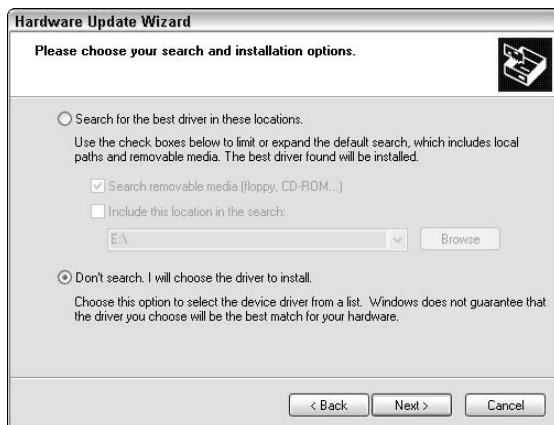 Hardware Update Wizard
Please choose your search and installation options.
Search for the best driver in these locations.
Use the check boxes below to limit or expand the default search, which includes local
paths and removable media. The best driver found will be installed.
Search removable media (floppy, CD-ROM...)
Include this location in the search:
E:\
Browse
Don't search. I will choose the driver to install.
Choose this option to select the device driver from a list. Windows does not guarantee that
the driver you choose will be the best match for your hardware.
< Back Next > Cancel